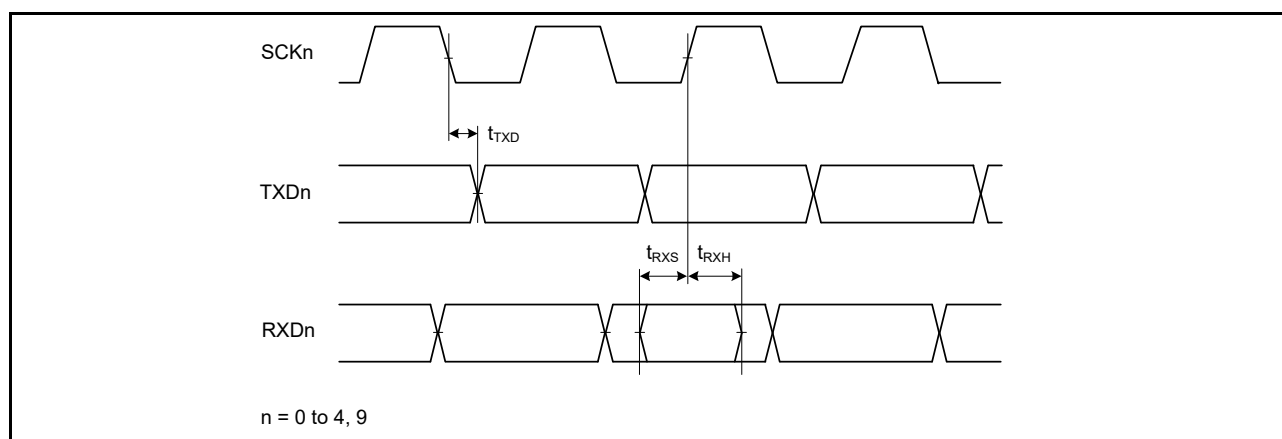 SCKn
tTXD
TXDn
tRXS tRXH
RXDn
n = 0 to 4, 9